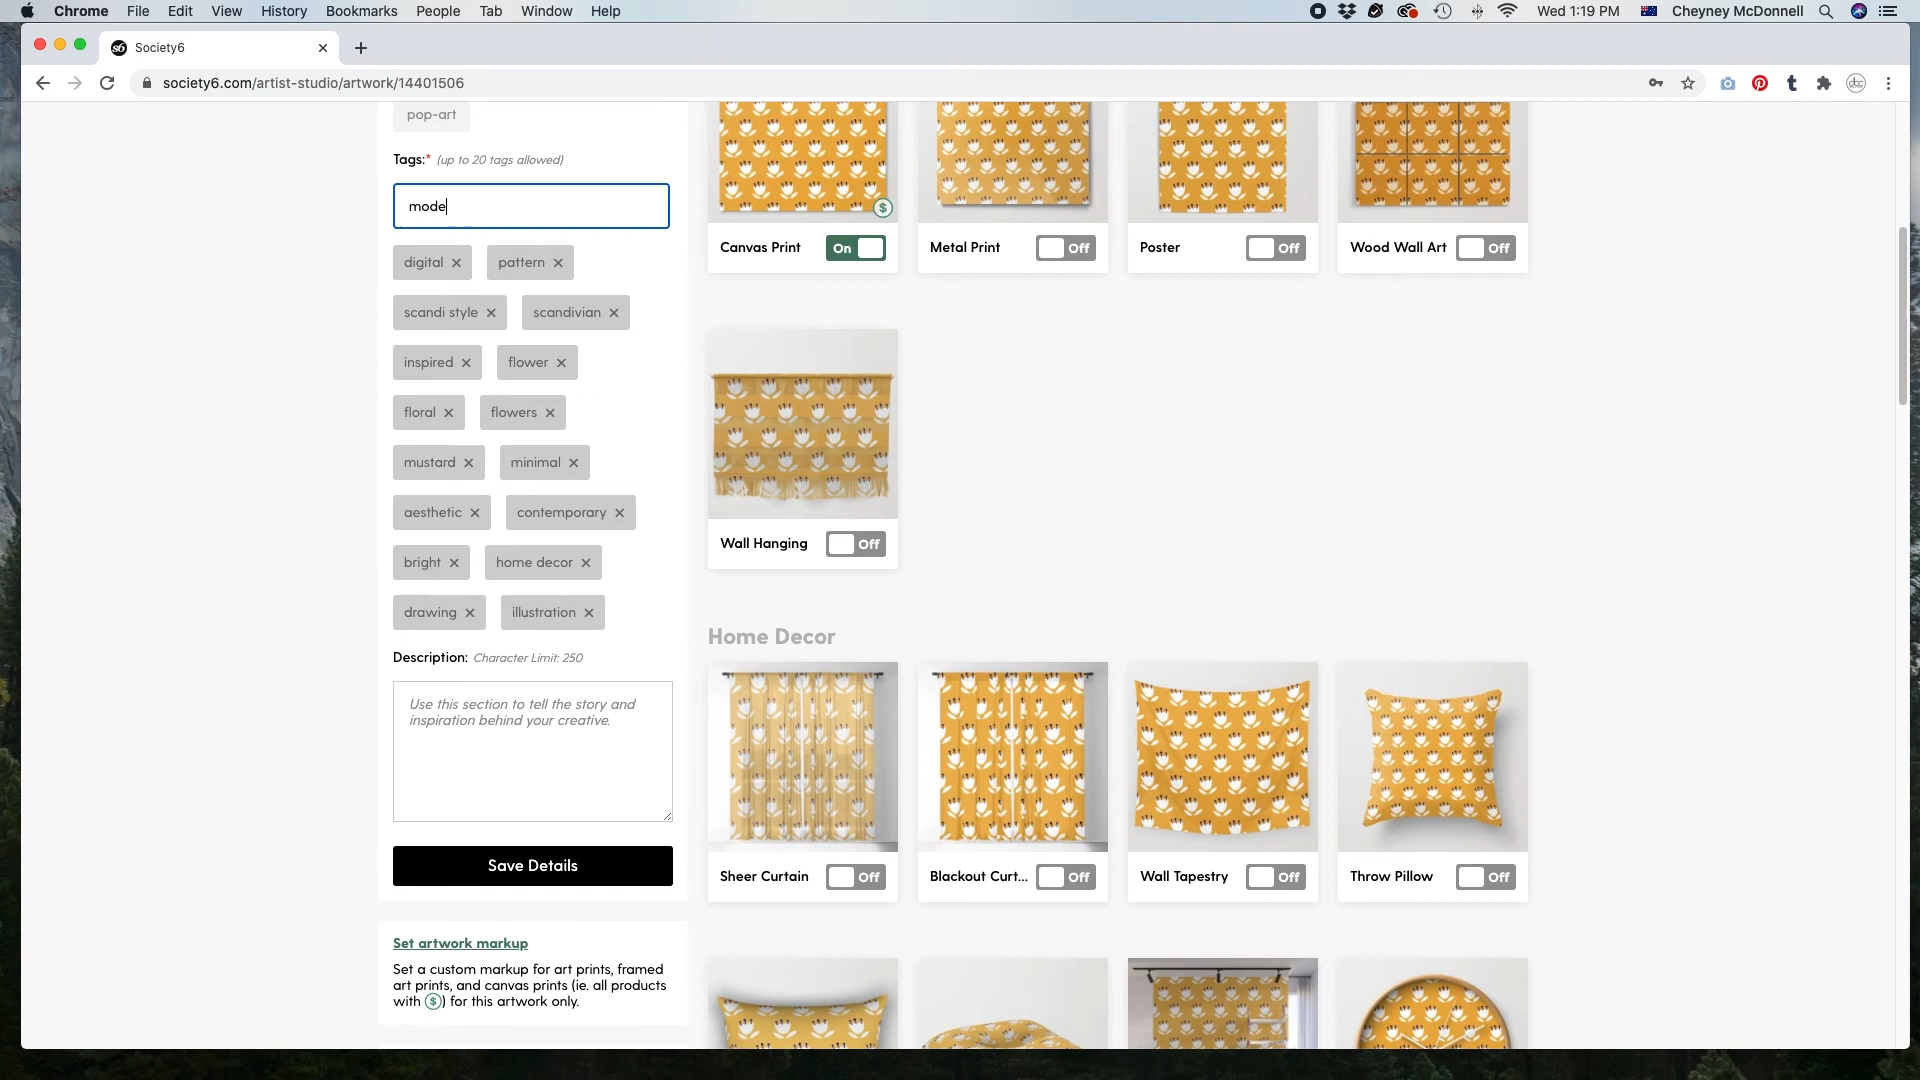 Chrome File Edit View History Bookmarks People Tab Window Help Wed 1:19 PM Cheyney McDonnell
s6 Society6
society6.com/artist-studio/artwork/14401506
pop-art
Tags:* (up to 20 tags allowed)
mode
digital
pattern
scandi style
scandivian
inspired
flower
floral
flowers
mustard
minimal
aesthetic
contemporary
bright
home decor
drawing
illustration
Description: Character Limit: 250
Use this section to tell the story and
inspiration behind your creative.
Save Details
Set artwork markup
Set a custom markup for art prints, framed
art prints, and canvas prints (ie. all products
with $) for this artwork only.
$
Canvas Print On
Metal Print Off
Poster Off
Wood Wall Art Off
Wall Hanging Off
Home Decor
Sheer Curtain Off
Blackout Curt... Off
Wall Tapestry Off
Throw Pillow Off